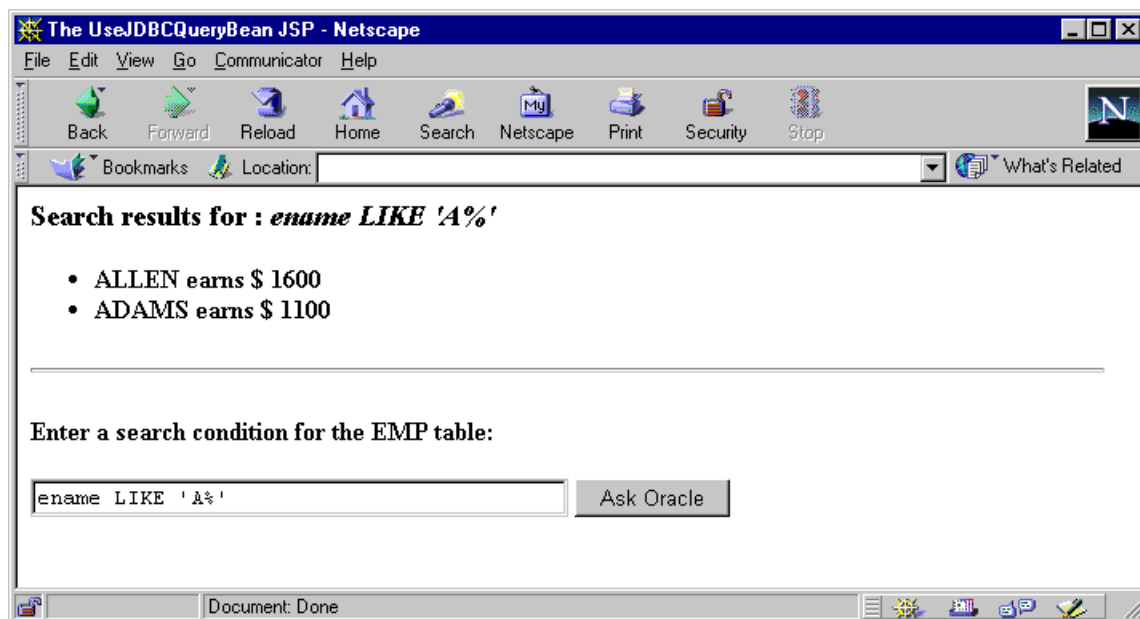 The UseJDBCQueryBean JSP - Netscape
File Edit View Go Communicator Help
Back Forward Reload Home Search Netscape Print Security Stop
My
N
Bookmarks Location: What's Related
Search results for : ename LIKE 'A%'
• ALLEN earns $ 1600
• ADAMS earns $ 1100
Enter a search condition for the EMP table:
ename LIKE 'A%' Ask Oracle
Document: Done